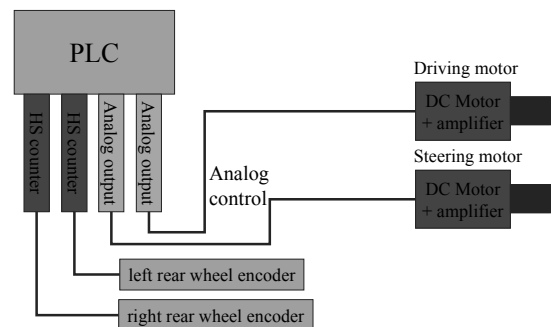 PLC
HS counter
HS counter
Analog output
Analog output
Analog
control
Driving motor
DC Motor
+ amplifier
Steering motor
DC Motor
+ amplifier
left rear wheel encoder
right rear wheel encoder